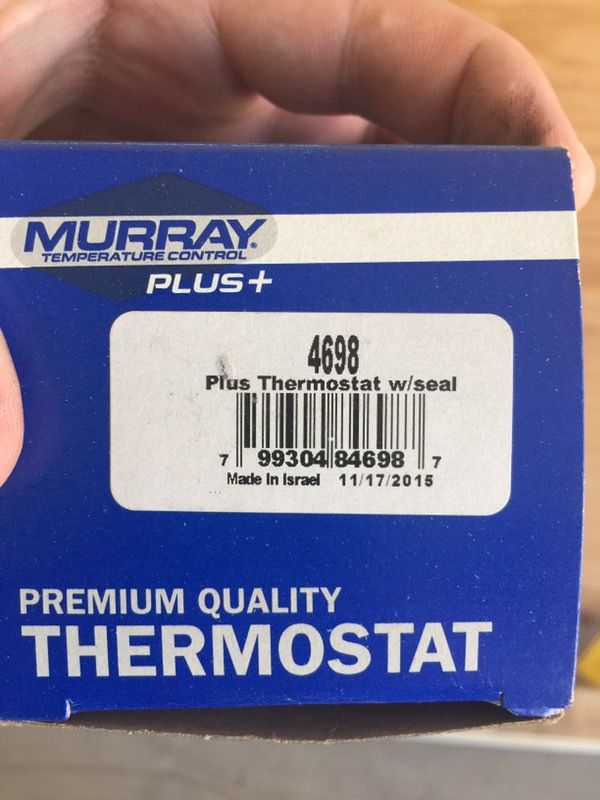 MURRAY®
TEMPERATURE CONTROL
PLUS+
4698
Plus Thermostat w/seal
7 99304 84698 7
Made In Israel 11/17/2015
PREMIUM QUALITY
THERMOSTAT